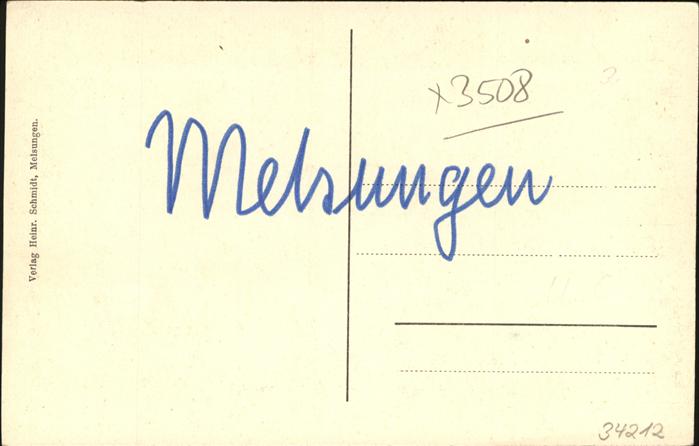 Verlag Heinr. Schmidt, Melsungen.
x3508
Melsungen
34212